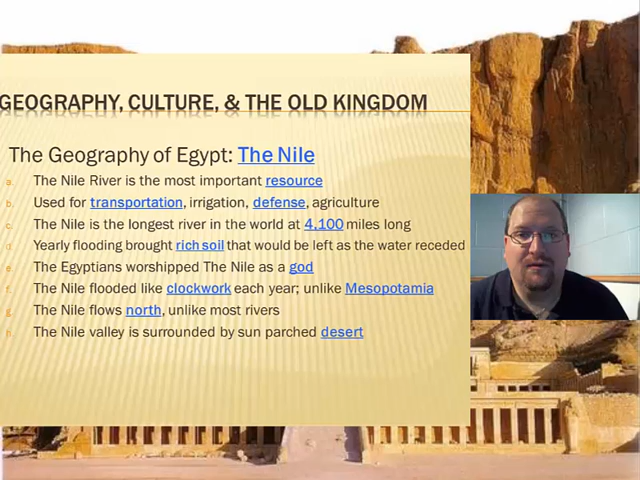 GEOGRAPHY, CULTURE, & THE OLD KINGDOM
The Geography of Egypt: The Nile
a. The Nile River is the most important resource
b. Used for transportation, irrigation, defense, agriculture
c. The Nile is the longest river in the world at 4,100 miles long
d. Yearly flooding brought rich soil that would be left as the water receded
e. The Egyptians worshipped The Nile as a god
f. The Nile flooded like clockwork each year; unlike Mesopotamia
g. The Nile flows north, unlike most rivers
h. The Nile valley is surrounded by sun parched desert